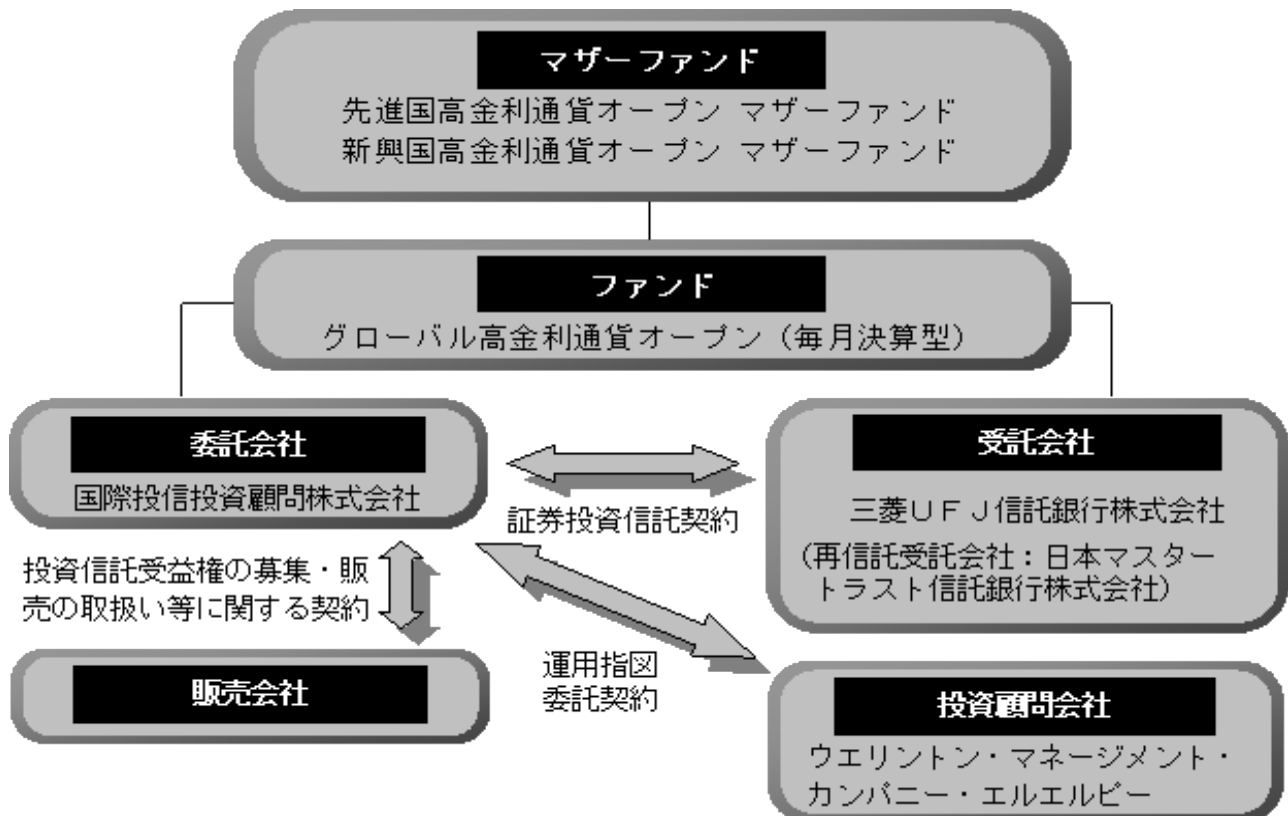 マザーファンド
先進国高金利通貨オープン マザーファンド
新興国高金利通貨オープン マザーファンド
ファンド
グローバル高金利通貨オープン（毎月決算型）
委託会社
国際投信投資顧問株式会社
証券投資信託契約
受託会社
三菱ＵＦＪ信託銀行株式会社
（再信託受託会社：日本マスター
トラスト信託銀行株式会社）
投資信託受益権の募集・販
売の取扱い等に関する契約
販売会社
運用指図
委託契約
投資顧問会社
ウエリントン・マネージメント・
カンパニー・エルエルピー